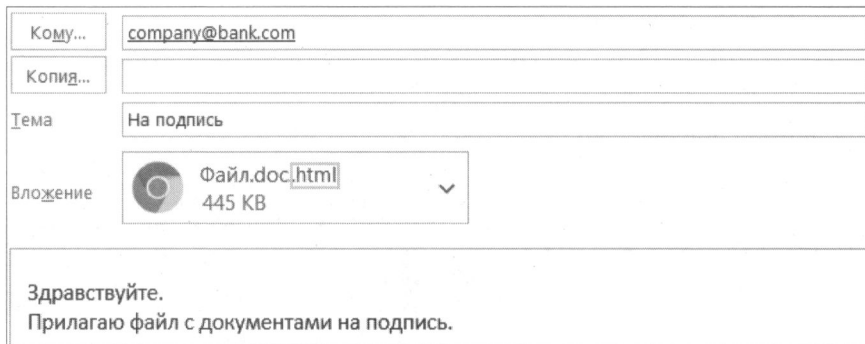 Кому... company@bank.com
Копия...
Тема На подпись
Вложение Файл.doc.html
445 KB
Здравствуйте.
Прилагаю файл с документами на подпись.